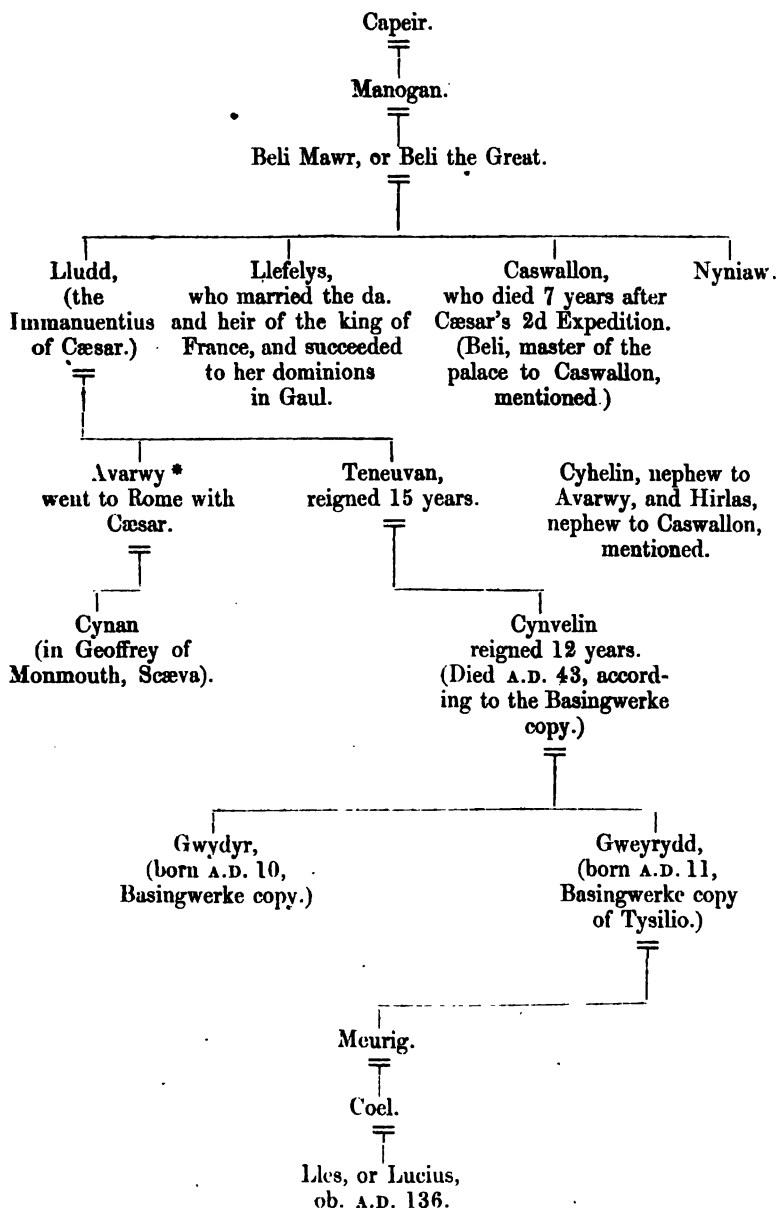 Capeir.
Manogan.
Beli Mawr, or Beli the Great.
Lludd,
(the
Immanuentius
of Cæsar.)
Llefelys,
who married the da.
and heir of the king of
France, and succeeded
to her dominions
in Gaul.
Caswallon,
who died 7 years after
Cæsar's 2d Expedition.
(Beli, master of the
palace to Caswallon,
mentioned.)
Nyniaw.
Avarwy *
went to Rome with
Cæsar.
Teneuvan,
reigned 15 years.
Cyhelin, nephew to
Avarwy, and Hirlas,
nephew to Caswallon,
mentioned.
Cynan
(in Geoffrey of
Monmouth, Scæva).
Cynvelin
reigned 12 years.
(Died A.D. 43, accord-
ing to the Basingwerke
copy.)
Gwydyr,
(born A.D. 10,
Basingwerke copy.)
Gweyrydd,
(born A.D. 11,
Basingwerke copy
of Tysilio.)
Meurig.
Coel.
Lles, or Lucius,
ob. A.D. 136.